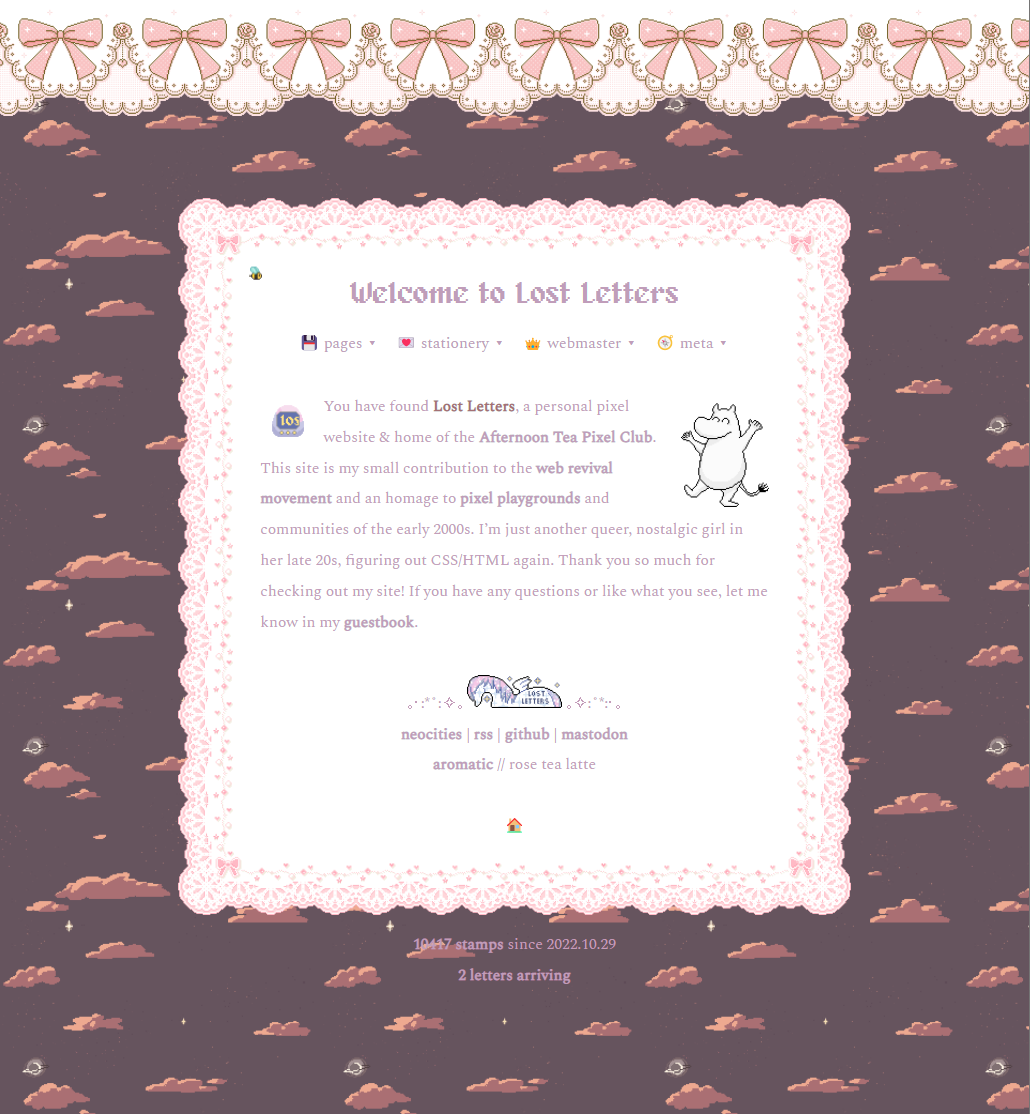 Welcome to Lost Letters
pages ▾ stationery ▾ webmaster ▾ meta ▾
You have found Lost Letters, a personal pixel
website & home of the Afternoon Tea Pixel Club.
This site is my small contribution to the web revival
movement and an homage to pixel playgrounds and
communities of the early 2000s. I’m just another queer, nostalgic girl in
her late 20s, figuring out CSS/HTML again. Thank you so much for
checking out my site! If you have any questions or like what you see, let me
know in my guestbook.
LOST
LETTERS
neocities | rss | github | mastodon
aromatic // rose tea latte
10417 stamps since 2022.10.29
2 letters arriving